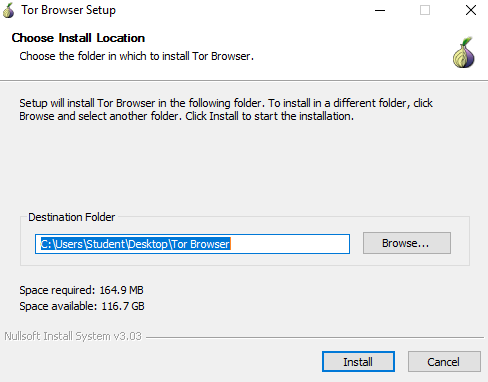 Tor Browser Setup
Choose Install Location
Choose the folder in which to install Tor Browser.
Setup will install Tor Browser in the following folder. To install in a different folder, click
Browse and select another folder. Click Install to start the installation.
Destination Folder
C:\Users\Student\Desktop\Tor Browser
Browse...
Space required: 164.9 MB
Space available: 116.7 GB
Nullsoft Install System v3.03
Install
Cancel